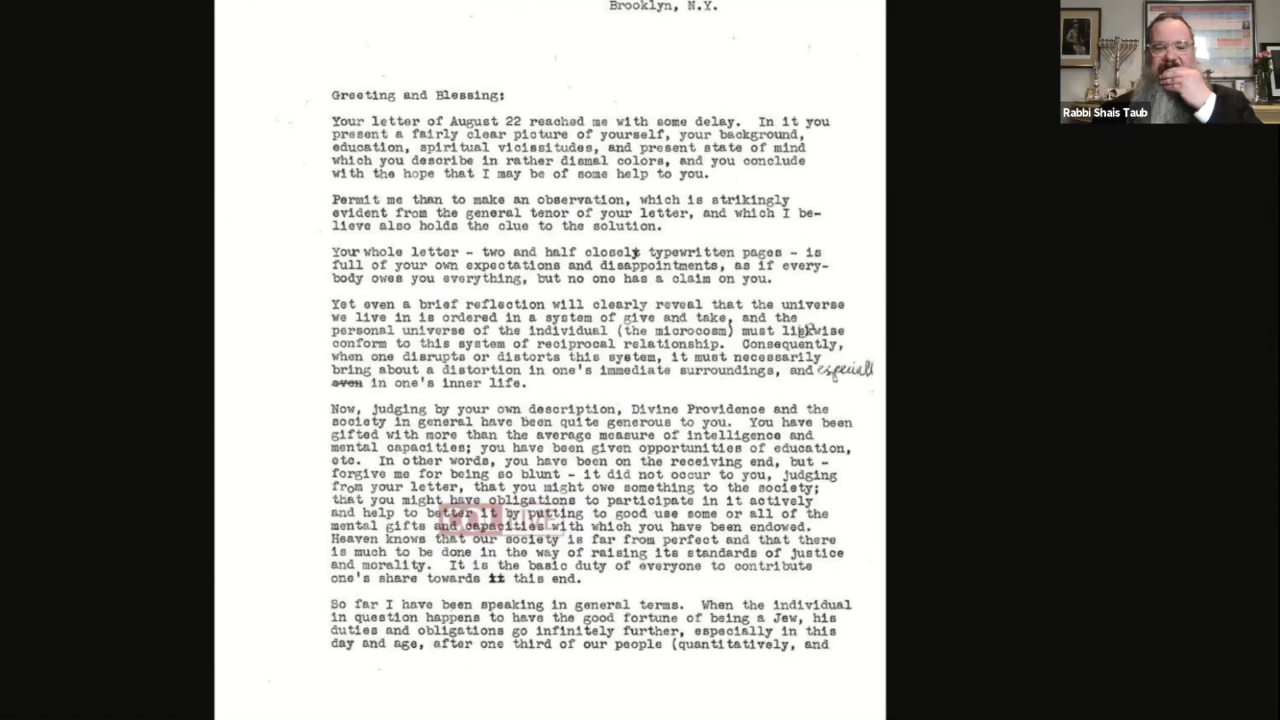 Brooklyn, N.Y.
Rabbi Shais Taub
Greeting and Blessing:
Your letter of August 22 reached me with some delay. In it you
present a fairly clear picture of yourself, your background,
education, spiritual vicissitudes, and present state of mind
which you describe in rather dismal colors, and you conclude
with the hope that I may be of some help to you.
Permit me than to make an observation, which is strikingly
evident from the general tenor of your letter, and which I be-
lieve also holds the clue to the solution.
Your whole letter - two and half closely typewritten pages - is
full of your own expectations and disappointments, as if every-
body owes you everything, but no one has a claim on you.
Yet even a brief reflection will clearly reveal that the universe
we live in is ordered in a system of give and take, and the
personal universe of the individual (the microcosm) must likewise
conform to this system of reciprocal relationship. Consequently,
when one disrupts or distorts this system, it must necessarily
bring about a distortion in one's immediate surroundings, and especiall
even in one's inner life.
Now, judging by your own description, Divine Providence and the
society in general have been quite generous to you. You have been
gifted with more than the average measure of intelligence and
mental capacities; you have been given opportunities of education,
etc. In other words, you have been on the receiving end, but -
forgive me for being so blunt - it did not occur to you, judging
from your letter, that you might owe something to the society;
that you might have obligations to participate in it actively
and help to better it by putting to good use some or all of the
mental gifts and capacities with which you have been endowed.
Heaven knows that our society is far from perfect and that there
is much to be done in the way of raising its standards of justice
and morality. It is the basic duty of everyone to contribute
one's share towards it this end.
So far I have been speaking in general terms. When the individual
in question happens to have the good fortune of being a Jew, his
duties and obligations go infinitely further, especially in this
day and age, after one third of our people (quantitatively, and